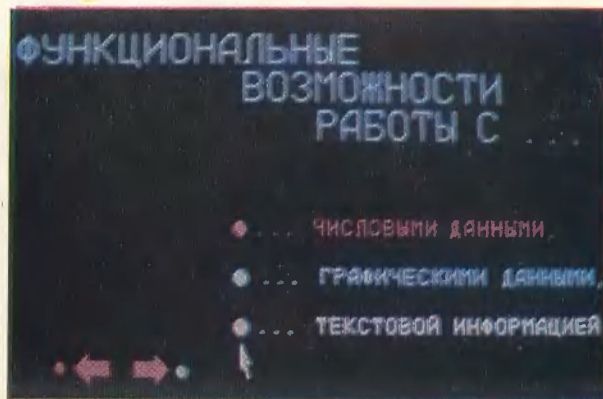 ФУНКЦИОНАЛЬНЫЕ
ВОЗМОЖНОСТИ
РАБОТЫ С ...
... ЧИСЛОВЫМИ ДАННЫМИ,
... ГРАФИЧЕСКИМИ ДАННЫМИ,
... ТЕКСТОВОЙ ИНФОРМАЦИЕЙ